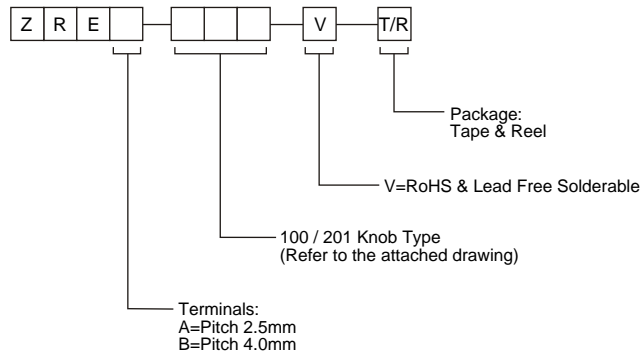 Z R E V T/R
Package:
Tape & Reel
V=RoHS & Lead Free Solderable
100 / 201 Knob Type
(Refer to the attached drawing)
Terminals:
A=Pitch 2.5mm
B=Pitch 4.0mm